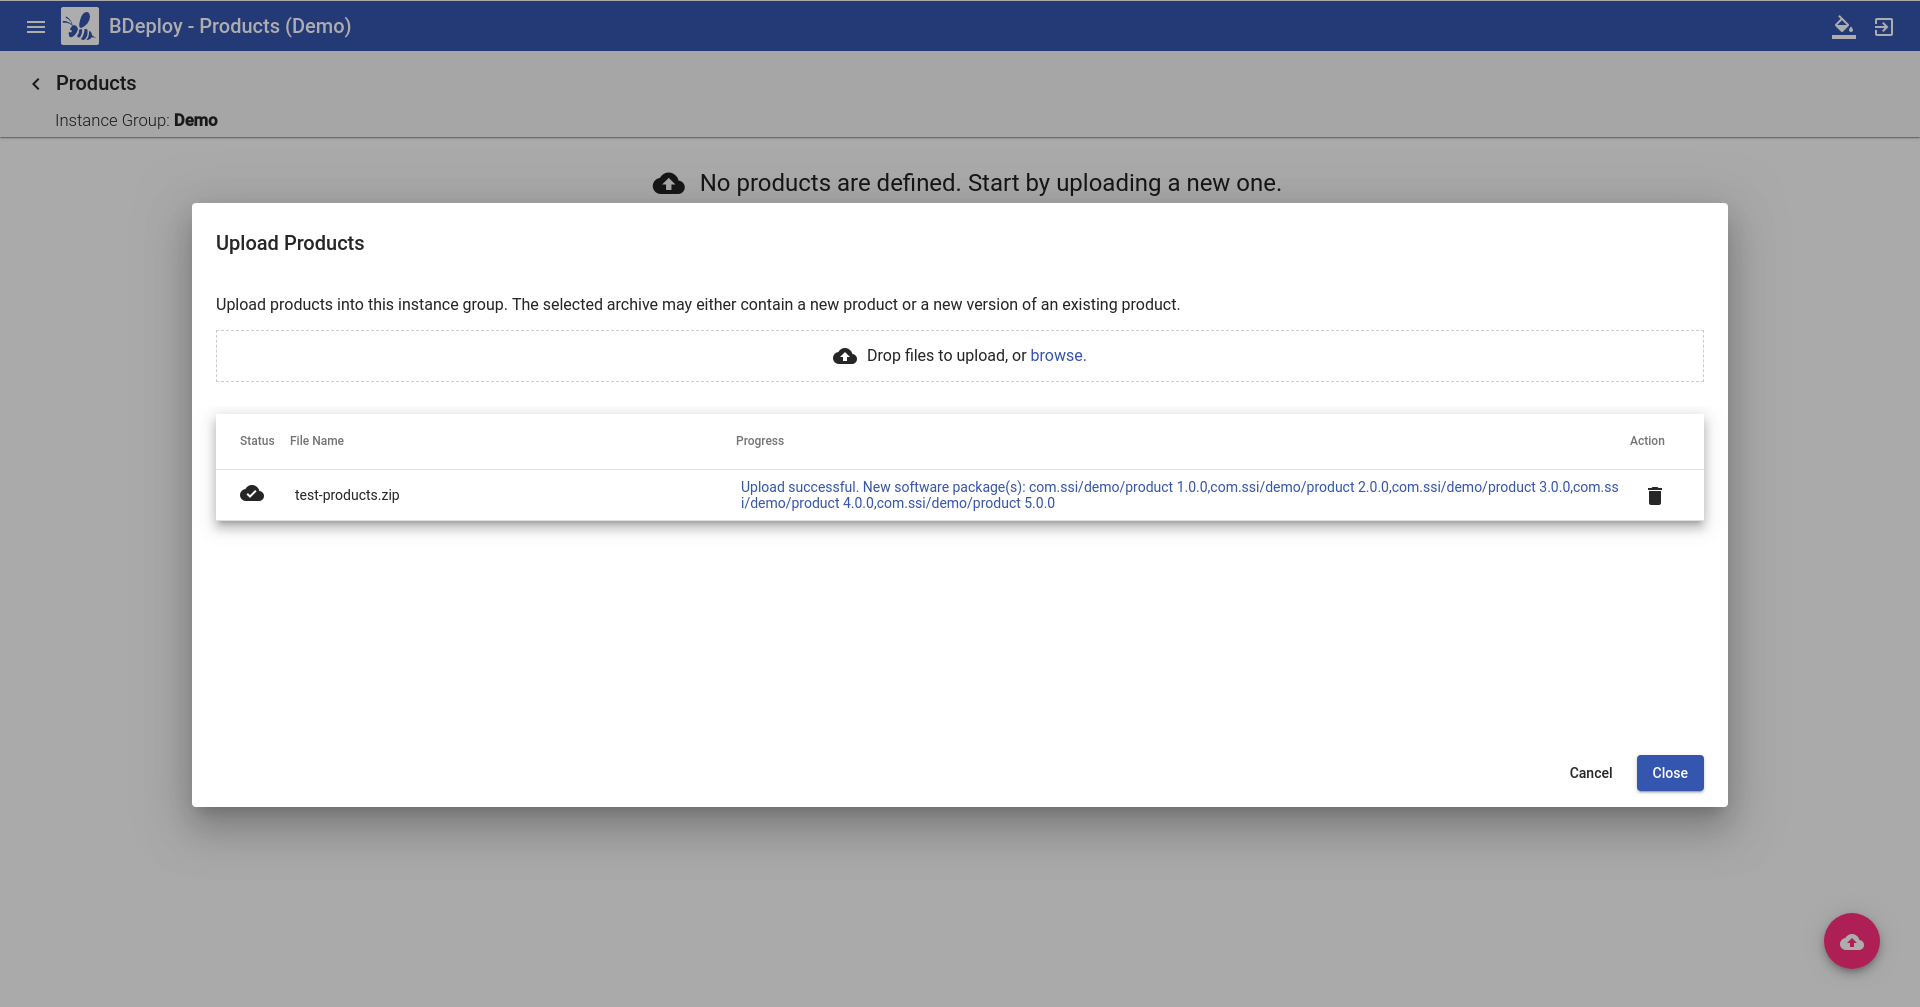 BDeploy - Products (Demo)
Products
Instance Group: Demo
No products are defined. Start by uploading a new one.
Upload Products
Upload products into this instance group. The selected archive may either contain a new product or a new version of an existing product.
Drop files to upload, or browse.
Status File Name Progress Action
test-products.zip
Upload successful. New software package(s): com.ssi/demo/product 1.0.0,com.ssi/demo/product 2.0.0,com.ssi/demo/product 3.0.0,com.ss
i/demo/product 4.0.0,com.ssi/demo/product 5.0.0
Cancel Close